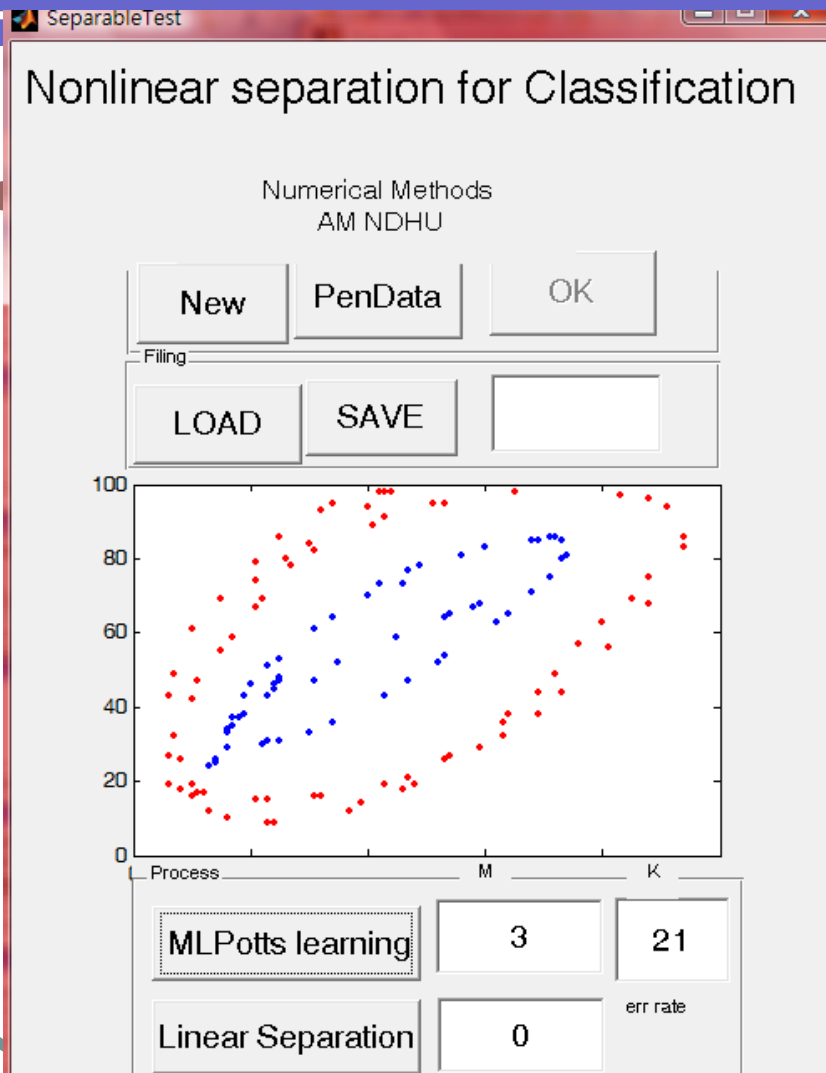 SeparableTest
Nonlinear separation for Classification
Numerical Methods
AM NDHU
New
PenData
OK
Filing
LOAD
SAVE
100
80
60
40
20
0
Process
M
K
MLPotts learning
3
21
err rate
Linear Separation
0